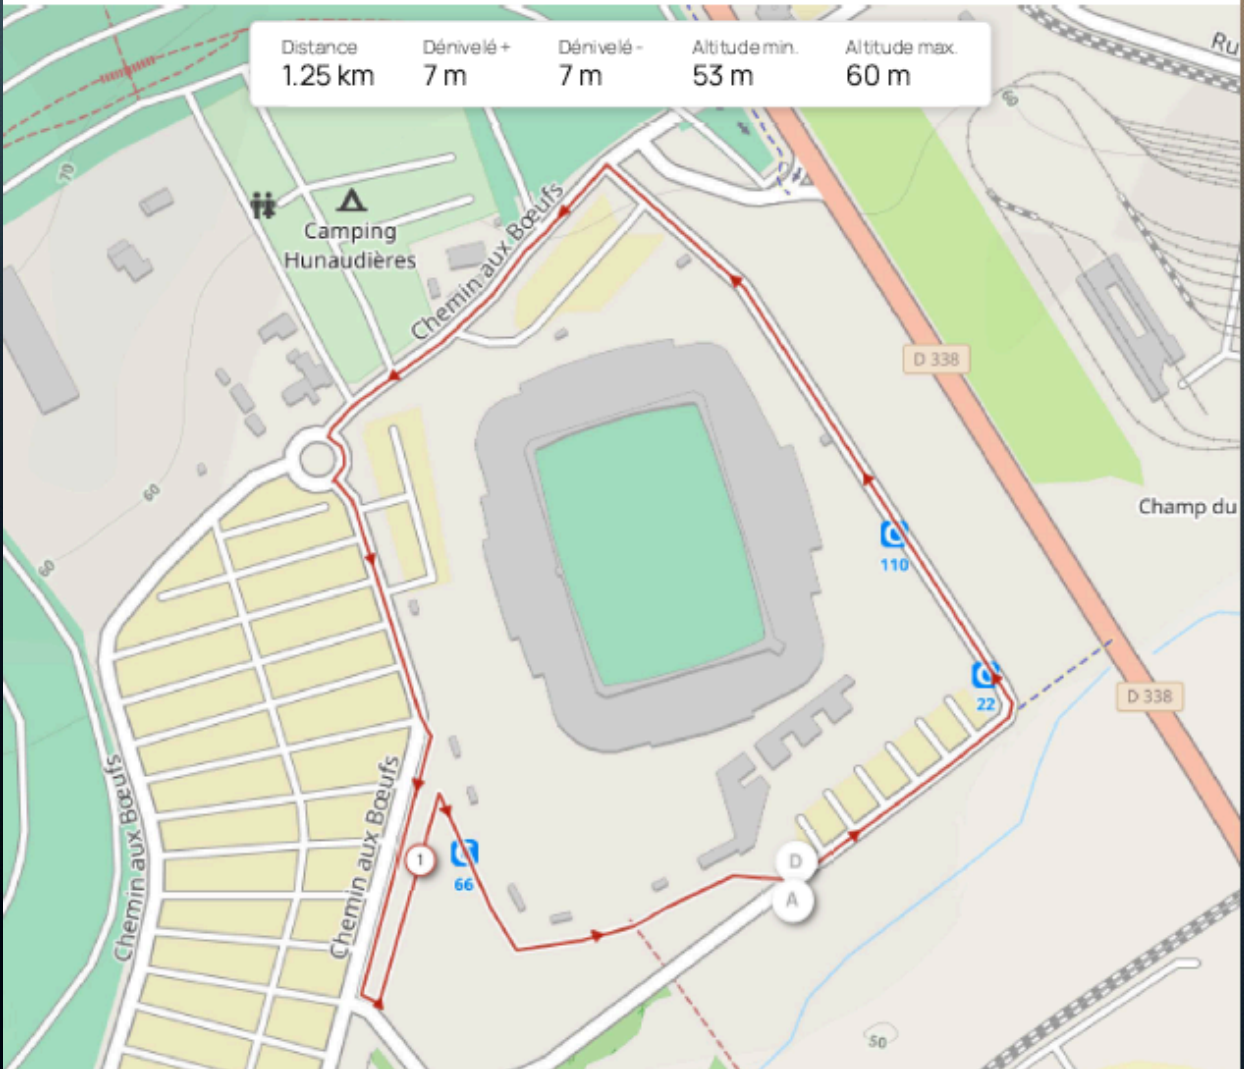 Distance
1.25 km
Dénivelé +
7 m
Dénivelé -
7 m
Altitude min.
53 m
Altitude max.
60 m
Ru
60
70
Camping
Hunaudières
Chemin aux Bœufs
D 338
Champ du
60
60
110
22
D 338
Chemin aux Bœufs
Chemin aux Bœufs
1
66
D
A
50